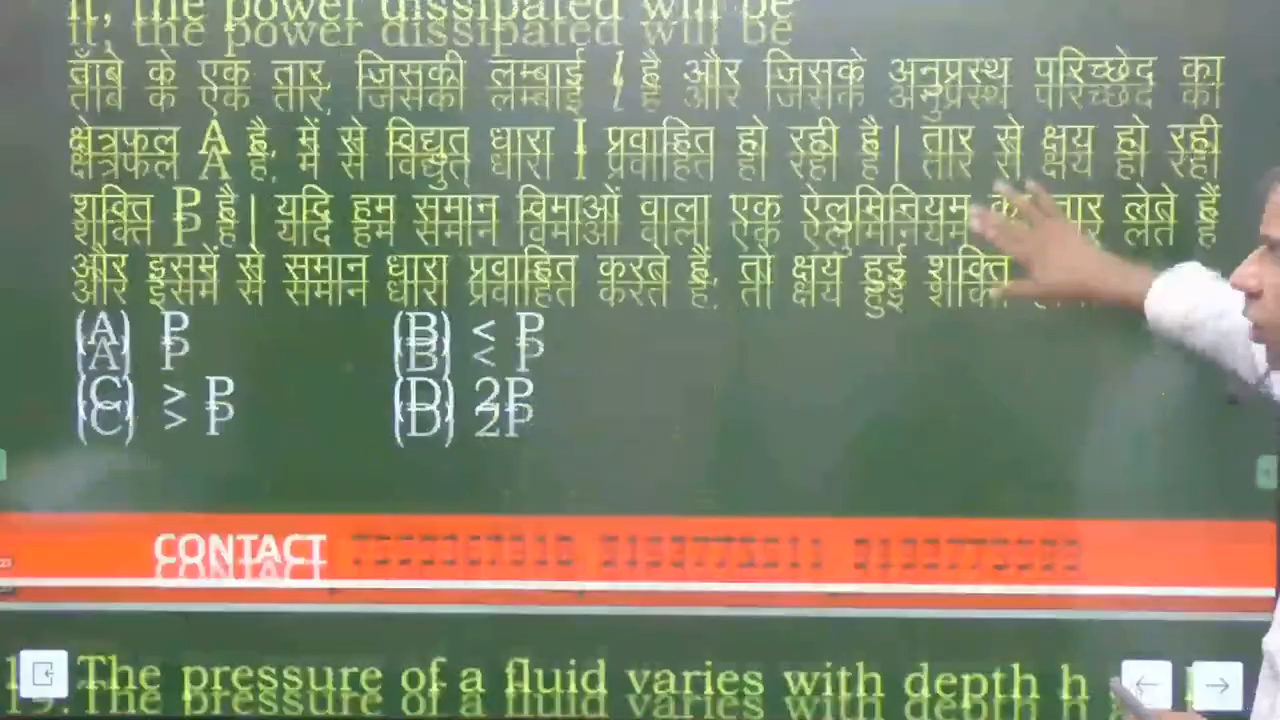 it, the power dissipated will be
ताँबे के एक तार, जिसकी लम्बाई l है और जिसके अनुप्रस्थ परिच्छेद का
क्षेत्रफल A है, में से विद्युत् धारा I प्रवाहित हो रही है। तार से क्षय हो रही
शक्ति P है। यदि हम समान विमाओं वाला एक ऐलुमिनियम तार लेते हैं
और इसमें से समान धारा प्रवाहित करते हैं, तो क्षय हुई शक्ति
(A) P (B) < P
(C) > P (D) 2P
CONTACT
The pressure of a fluid varies with depth h